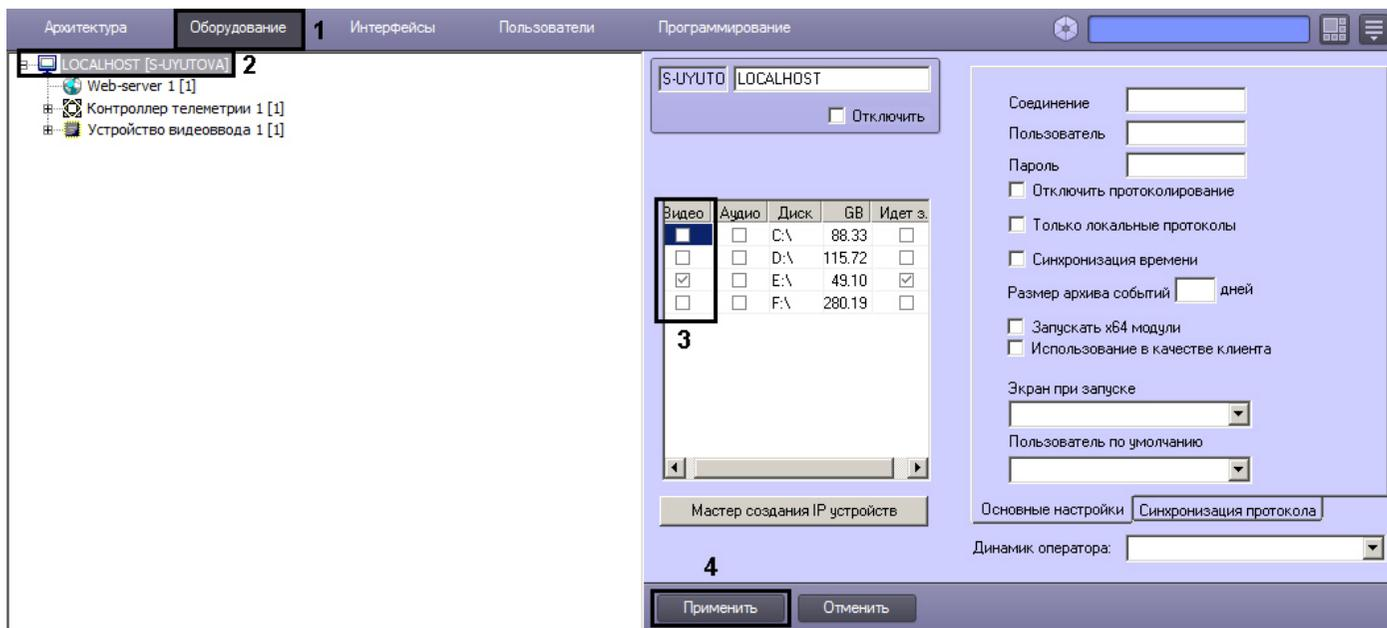 Архитектура Оборудование 1 Интерфейсы Пользователи Программирование
LOCALHOST [S-UYUTOVA] 2
Web-server 1 [1]
Контроллер телеметрии 1 [1]
Устройство видеоввода 1 [1]
S-UYUTO LOCALHOST
Отключить
Видео Аудио Диск GB Идет з.
C:\ 88.33
D:\ 115.72
E:\ 49.10
F:\ 280.19
3
Мастер создания IP устройств
Соединение
Пользователь
Пароль
Отключить протоколирование
Только локальные протоколы
Синхронизация времени
Размер архива событий дней
Запускать x64 модули
Использование в качестве клиента
Экран при запуске
Пользователь по умолчанию
Основные настройки Синхронизация протокола
Динамик оператора:
4
Применить Отменить